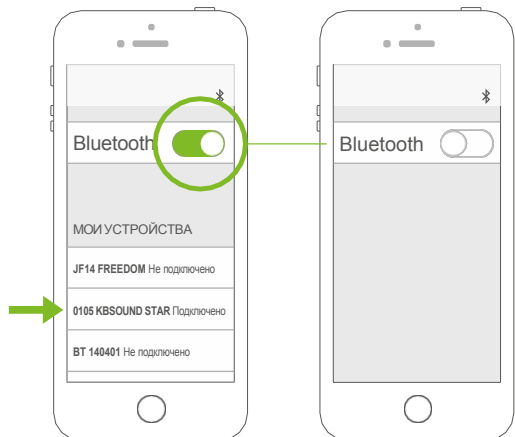 Bluetooth
МОИ УСТРОЙСТВА
JF14 FREEDOM Не подключено
0105 KBSOUND STAR Подключено
BT 140401 Не подключено
Bluetooth